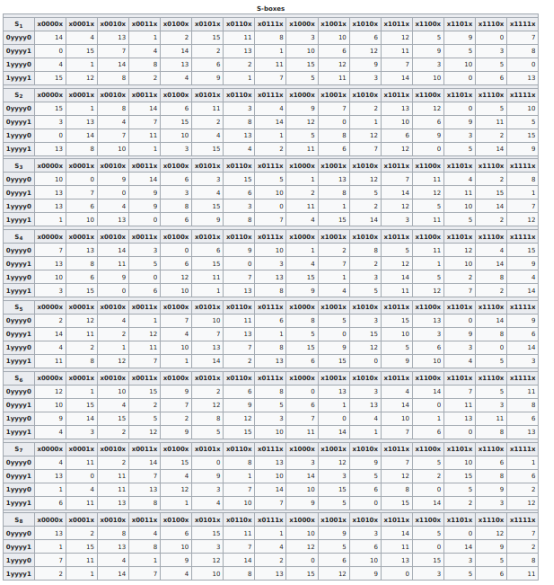 S-boxes
S1 x0000x x0001x x0010x x0011x x0100x x0101x x0110x x0111x x1000x x1001x x1010x x1011x x1100x x1101x x1110x x1111x
0yyyy0 14 4 13 1 2 15 11 8 3 10 6 12 5 9 0 7
0yyyy1 0 15 7 4 14 2 13 1 10 6 12 11 9 5 3 8
1yyyy0 4 1 14 8 13 6 2 11 15 12 9 7 3 10 5 0
1yyyy1 15 12 8 2 4 9 1 7 5 11 3 14 10 0 6 13
S2 x0000x x0001x x0010x x0011x x0100x x0101x x0110x x0111x x1000x x1001x x1010x x1011x x1100x x1101x x1110x x1111x
0yyyy0 15 1 8 14 6 11 3 4 9 7 2 13 12 0 5 10
0yyyy1 3 13 4 7 15 2 8 14 12 0 1 10 6 9 11 5
1yyyy0 0 14 7 11 10 4 13 1 5 8 12 6 9 3 2 15
1yyyy1 13 8 10 1 3 15 4 2 11 6 7 12 0 5 14 9
S3 x0000x x0001x x0010x x0011x x0100x x0101x x0110x x0111x x1000x x1001x x1010x x1011x x1100x x1101x x1110x x1111x
0yyyy0 10 0 9 14 6 3 15 5 1 13 12 7 11 4 2 8
0yyyy1 13 7 0 9 3 4 6 10 2 8 5 14 12 11 15 1
1yyyy0 13 6 4 9 8 15 3 0 11 1 2 12 5 10 14 7
1yyyy1 1 10 13 0 6 9 8 7 4 15 14 3 11 5 2 12
S4 x0000x x0001x x0010x x0011x x0100x x0101x x0110x x0111x x1000x x1001x x1010x x1011x x1100x x1101x x1110x x1111x
0yyyy0 7 13 14 3 0 6 9 10 1 2 8 5 11 12 4 15
0yyyy1 13 8 11 5 6 15 0 3 4 7 2 12 1 10 14 9
1yyyy0 10 6 9 0 12 11 7 13 15 1 3 14 5 2 8 4
1yyyy1 3 15 0 6 10 1 13 8 9 4 5 11 12 7 2 14
S5 x0000x x0001x x0010x x0011x x0100x x0101x x0110x x0111x x1000x x1001x x1010x x1011x x1100x x1101x x1110x x1111x
0yyyy0 2 12 4 1 7 10 11 6 8 5 3 15 13 0 14 9
0yyyy1 14 11 2 12 4 7 13 1 5 0 15 10 3 9 8 6
1yyyy0 4 2 1 11 10 13 7 8 15 9 12 5 6 3 0 14
1yyyy1 11 8 12 7 1 14 2 13 6 15 0 9 10 4 5 3
S6 x0000x x0001x x0010x x0011x x0100x x0101x x0110x x0111x x1000x x1001x x1010x x1011x x1100x x1101x x1110x x1111x
0yyyy0 12 1 10 15 9 2 6 8 0 13 3 4 14 7 5 11
0yyyy1 10 15 4 2 7 12 9 5 6 1 13 14 0 11 3 8
1yyyy0 9 14 15 5 2 8 12 3 7 0 4 10 1 13 11 6
1yyyy1 4 3 2 12 9 5 15 10 11 14 1 7 6 0 8 13
S7 x0000x x0001x x0010x x0011x x0100x x0101x x0110x x0111x x1000x x1001x x1010x x1011x x1100x x1101x x1110x x1111x
0yyyy0 4 11 2 14 15 0 8 13 3 12 9 7 5 10 6 1
0yyyy1 13 0 11 7 4 9 1 10 14 3 5 12 2 15 8 6
1yyyy0 1 4 11 13 12 3 7 14 10 15 6 8 0 5 9 2
1yyyy1 6 11 13 8 1 4 10 7 9 5 0 15 14 2 3 12
S8 x0000x x0001x x0010x x0011x x0100x x0101x x0110x x0111x x1000x x1001x x1010x x1011x x1100x x1101x x1110x x1111x
0yyyy0 13 2 8 4 6 15 11 1 10 9 3 14 5 0 12 7
0yyyy1 1 15 13 8 10 3 7 4 12 5 6 11 0 14 9 2
1yyyy0 7 11 4 1 9 12 14 2 0 6 10 13 15 3 5 8
1yyyy1 2 1 14 7 4 10 8 13 15 12 9 0 3 5 6 11